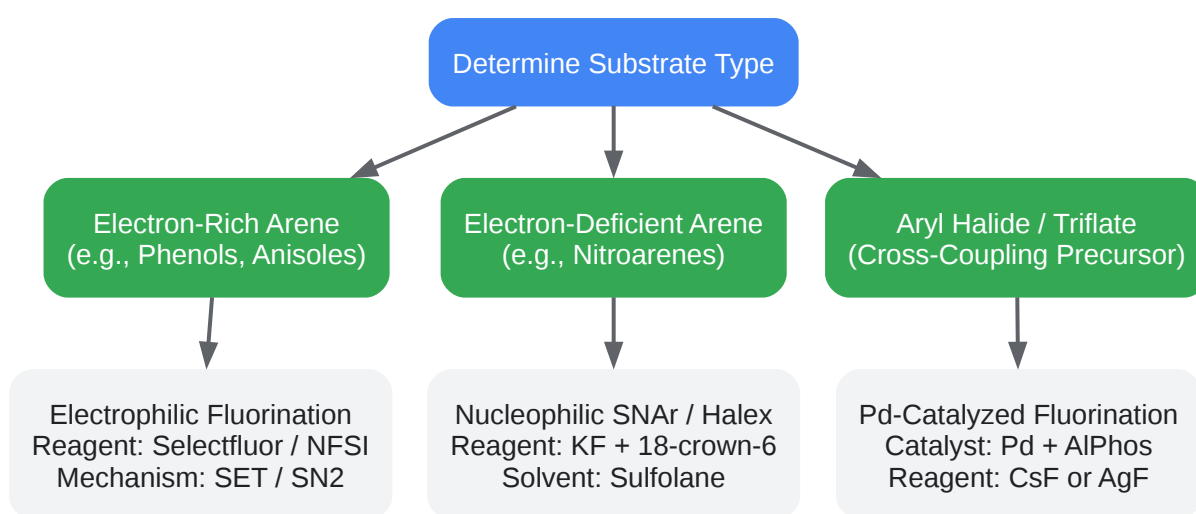 Determine Substrate Type
Electron-Rich Arene
(e.g., Phenols, Anisoles)
Electron-Deficient Arene
(e.g., Nitroarenes)
Aryl Halide / Triflate
(Cross-Coupling Precursor)
Electrophilic Fluorination
Reagent: Selectfluor / NFSI
Mechanism: SET / SN2
Nucleophilic SNAr / Halex
Reagent: KF + 18-crown-6
Solvent: Sulfolane
Pd-Catalyzed Fluorination
Catalyst: Pd + AlPhos
Reagent: CsF or AgF